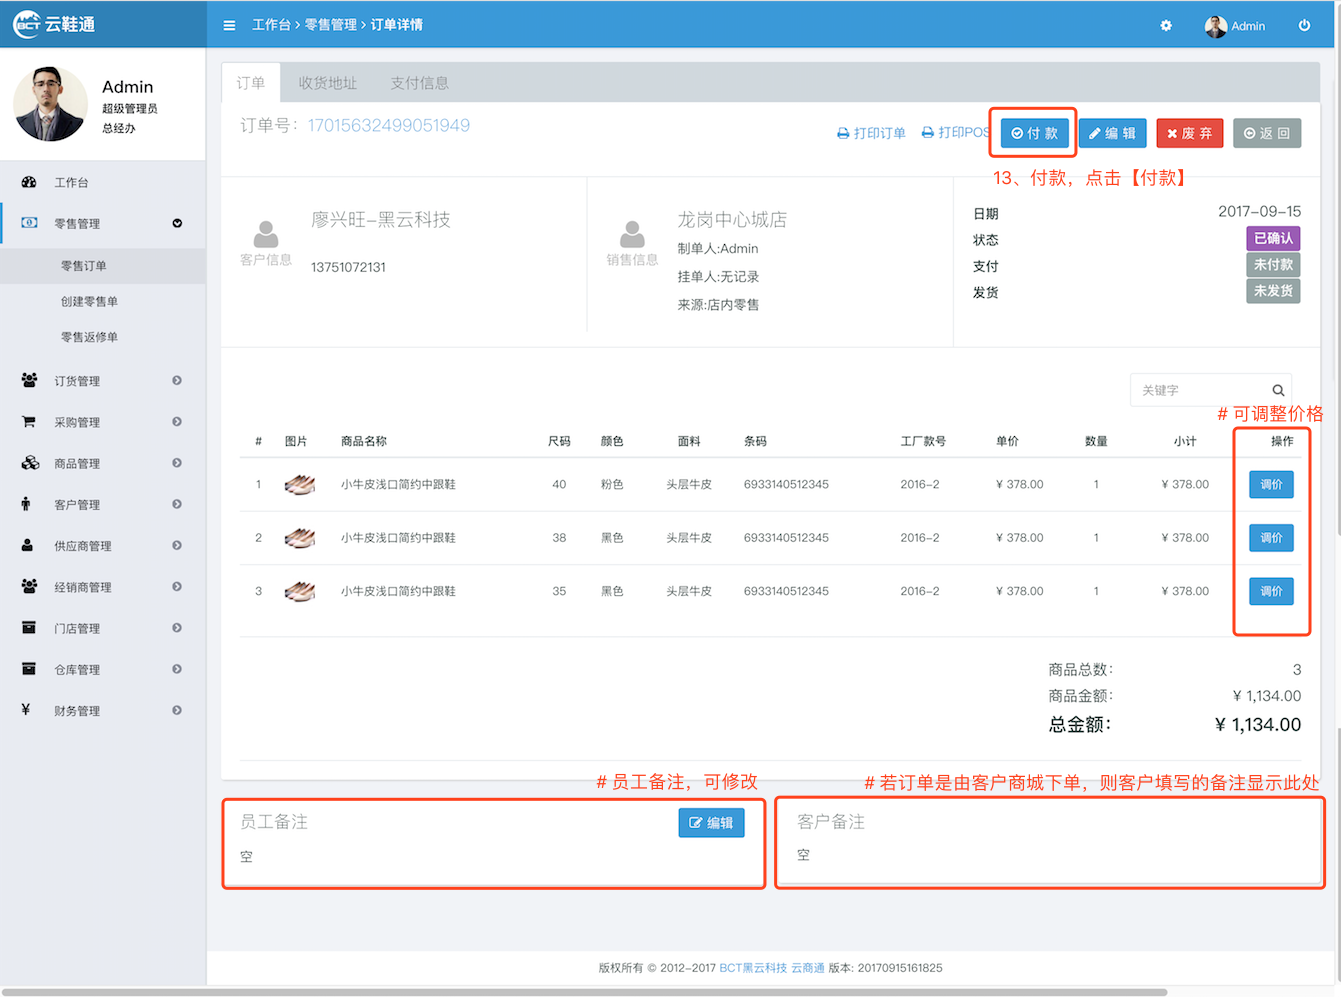 BCT 云鞋通
工作台 > 零售管理 > 订单详情
Admin
Admin
超级管理员
总经办
工作台
零售管理
零售订单
创建零售单
零售返修单
订货管理
采购管理
商品管理
客户管理
供应商管理
经销商管理
门店管理
仓库管理
¥ 财务管理
订单 收货地址 支付信息
订单号：17015632499051949
打印订单 打印POS 付 款 编 辑 废 弃 返 回
13、付款，点击【付款】
客户信息
廖兴旺-黑云科技
13751072131
销售信息
龙岗中心城店
制单人:Admin
挂单人:无记录
来源:店内零售
日期 2017-09-15
状态 已确认
支付 未付款
发货 未发货
关键字
# 可调整价格
# 图片 商品名称 尺码 颜色 面料 条码 工厂款号 单价 数量 小计 操作
1 小牛皮浅口简约中跟鞋 40 粉色 头层牛皮 6933140512345 2016-2 ¥ 378.00 1 ¥ 378.00 调价
2 小牛皮浅口简约中跟鞋 38 黑色 头层牛皮 6933140512345 2016-2 ¥ 378.00 1 ¥ 378.00 调价
3 小牛皮浅口简约中跟鞋 35 黑色 头层牛皮 6933140512345 2016-2 ¥ 378.00 1 ¥ 378.00 调价
商品总数： 3
商品金额： ¥ 1,134.00
总金额： ¥ 1,134.00
# 员工备注，可修改
# 若订单是由客户商城下单，则客户填写的备注显示此处
员工备注 编辑
空
客户备注
空
版权所有 © 2012-2017 BCT黑云科技 云商通 版本: 20170915161825